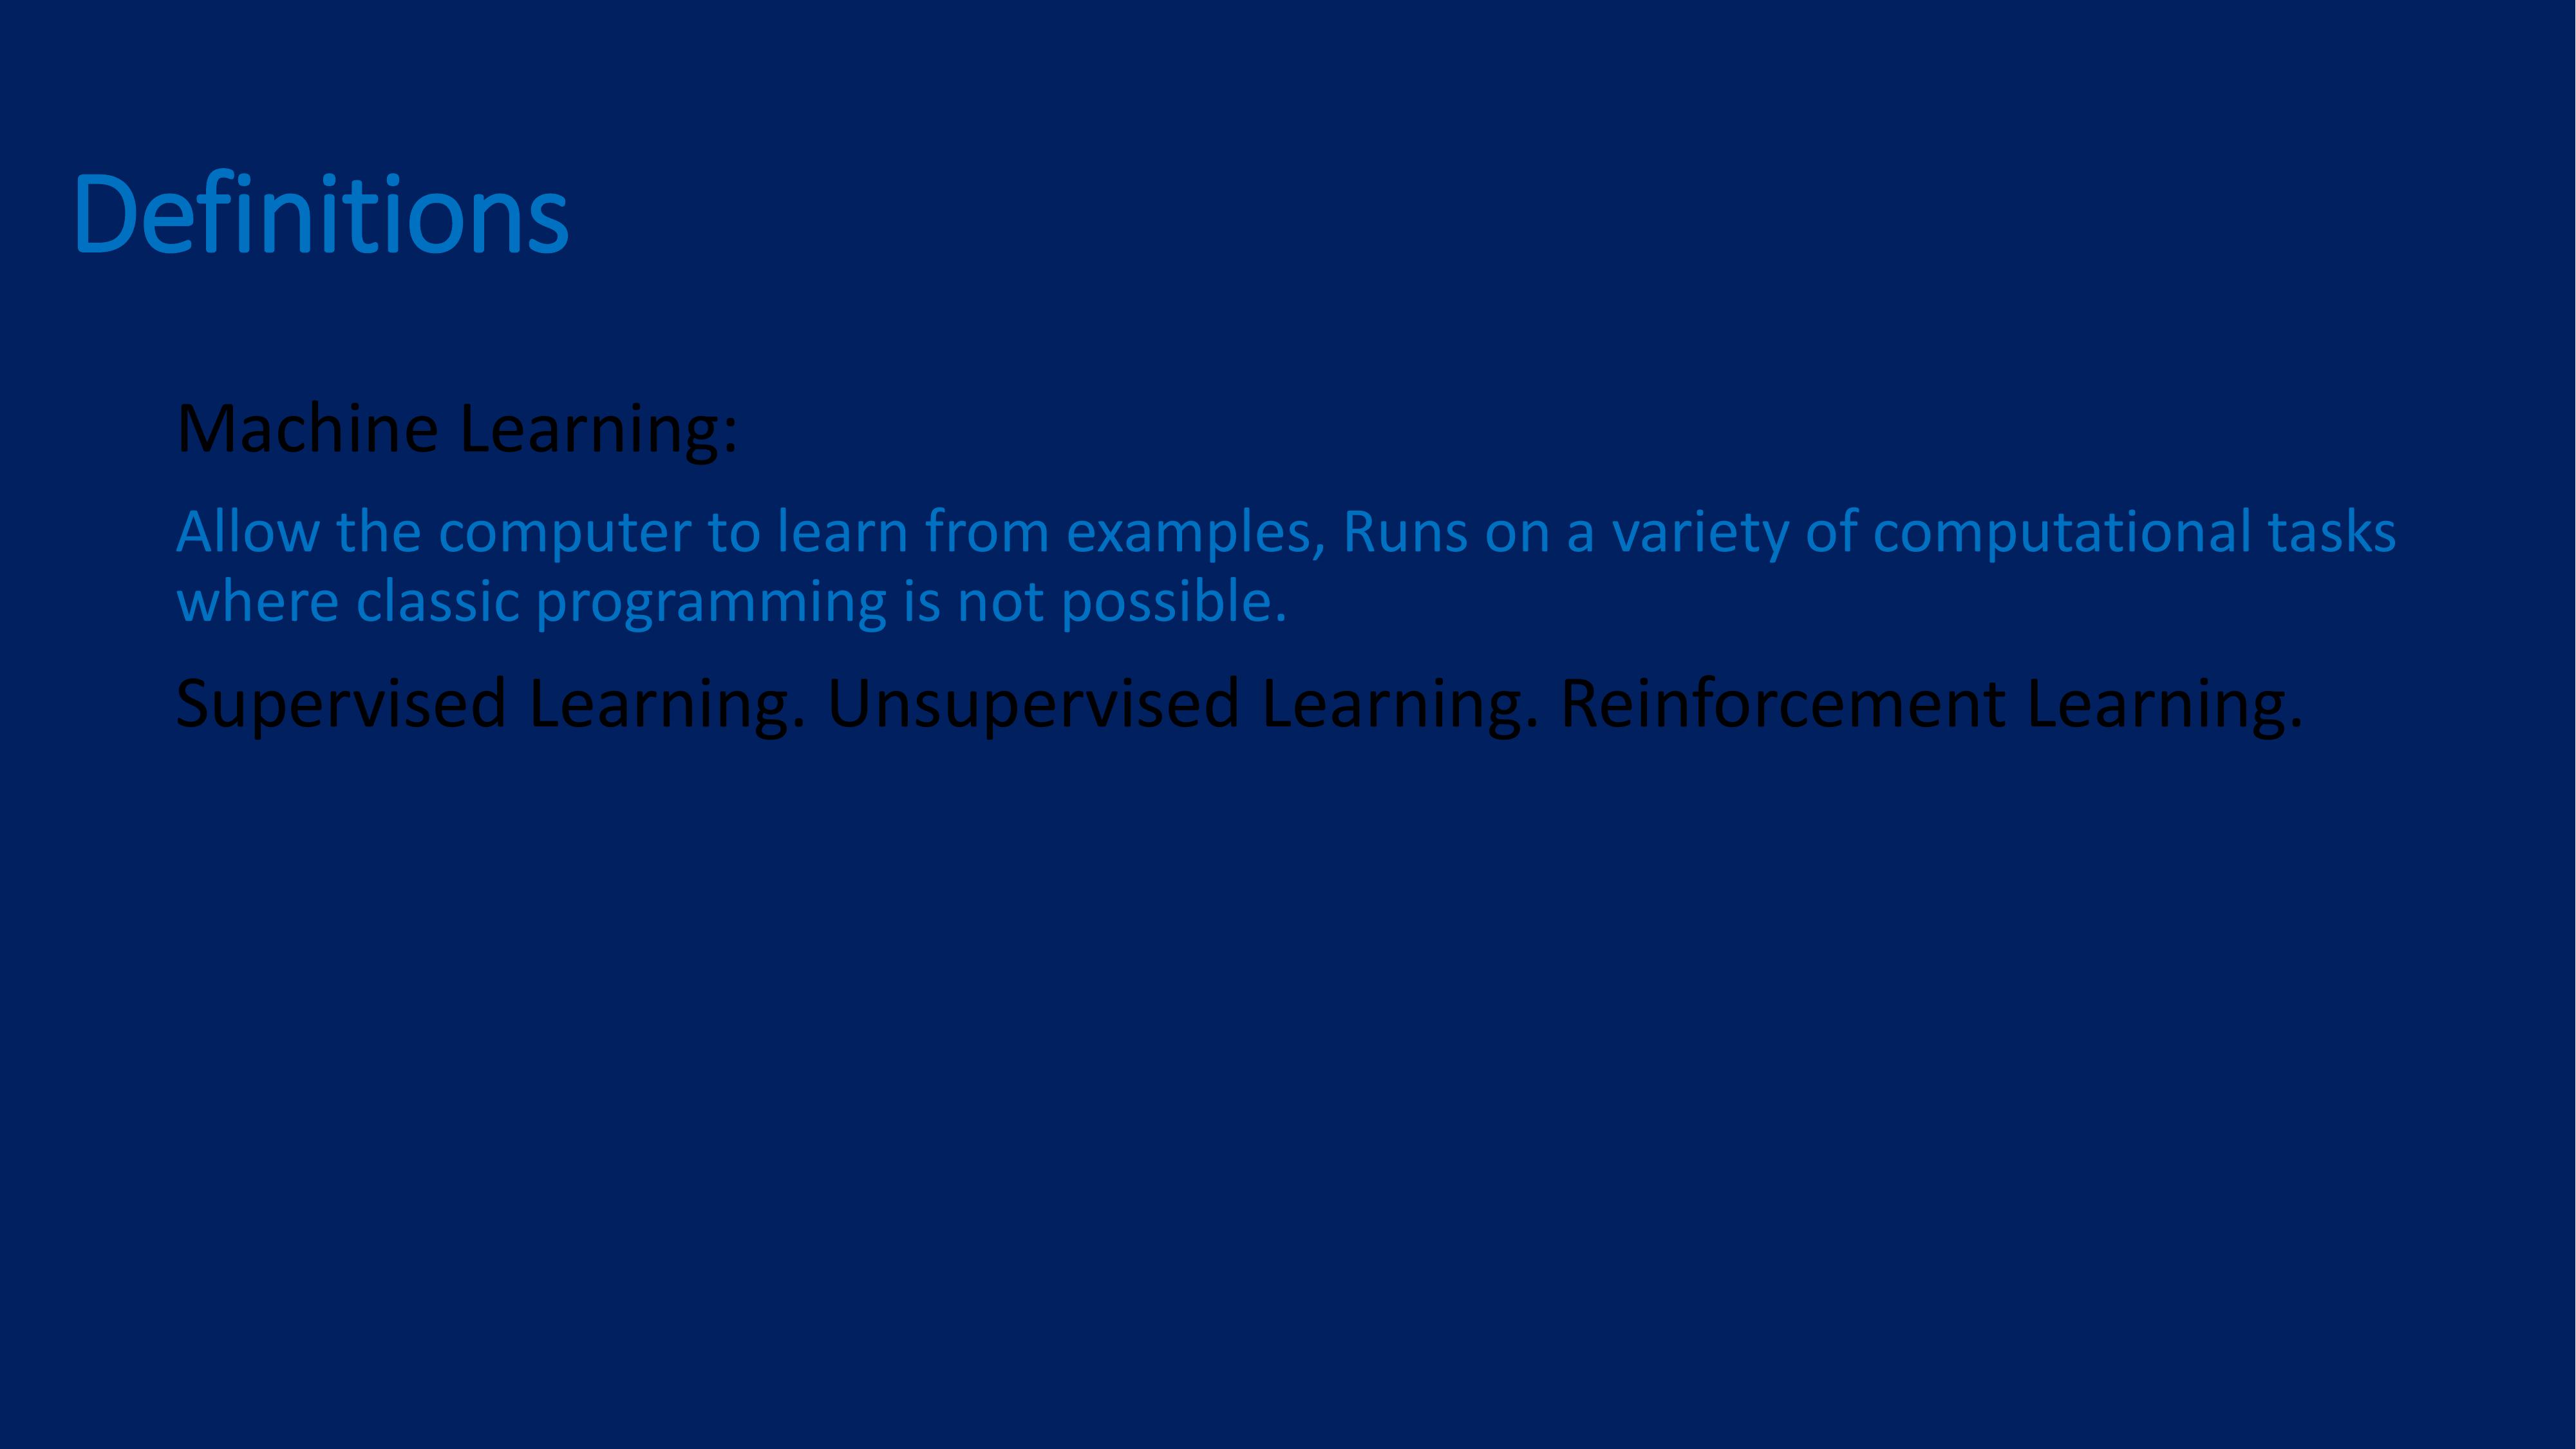 Definitions
Machine Learning:
Allow the computer to learn from examples, Runs on a variety of computational tasks
where classic programming is not possible.
Supervised Learning. Unsupervised Learning. Reinforcement Learning.